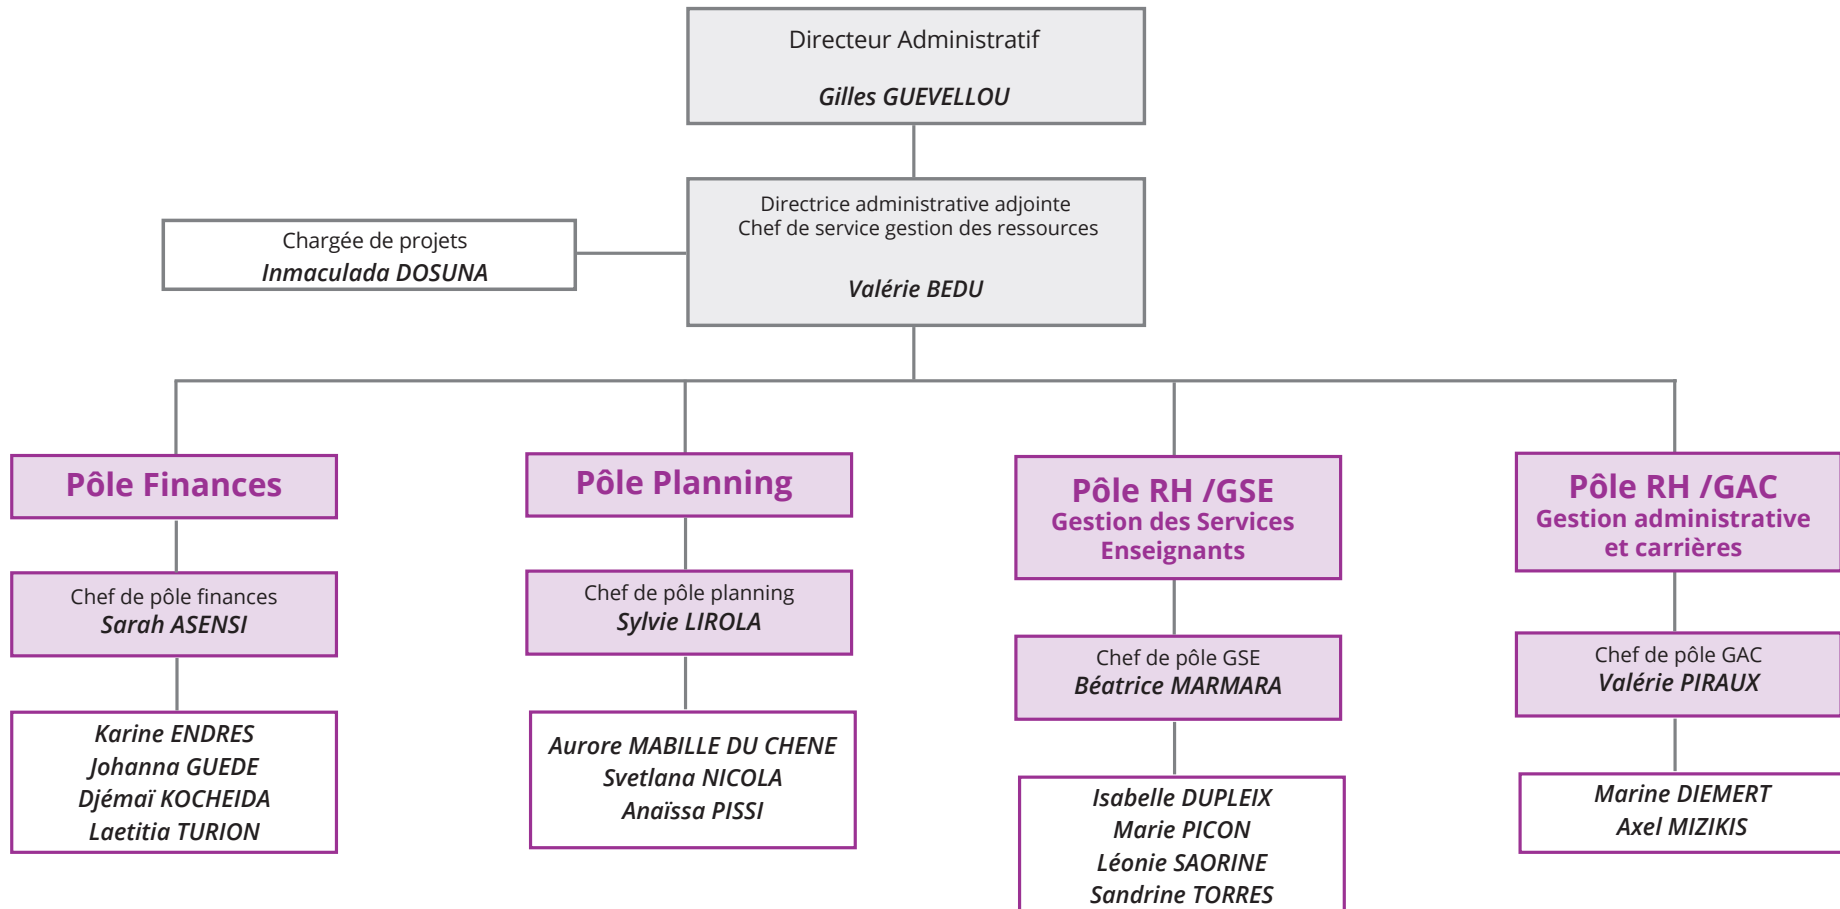 Directeur Administratif
Gilles GUEVELLOU
Directrice administrative adjointe
Chef de service gestion des ressources
Valérie BEDU
Chargée de projets
Inmaculada DOSUNA
Pôle Finances
Chef de pôle finances
Sarah ASENSI
Karine ENDRES
Johanna GUEDE
Djémaï KOCHEIDA
Laetitia TURION
Pôle Planning
Chef de pôle planning
Sylvie LIROLA
Aurore MABILLE DU CHENE
Svetlana NICOLA
Anaïssa PISSI
Pôle RH /GSE
Gestion des Services
Enseignants
Chef de pôle GSE
Béatrice MARMARA
Isabelle DUPLEIX
Marie PICON
Léonie SAORINE
Sandrine TORRES
Pôle RH /GAC
Gestion administrative
et carrières
Chef de pôle GAC
Valérie PIRAUX
Marine DIEMERT
Axel MIZIKIS